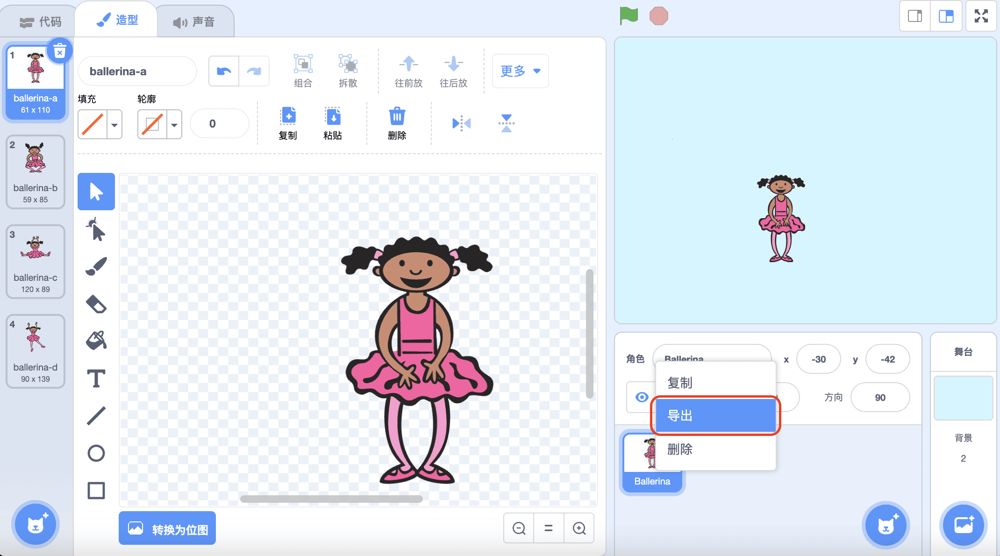 代码
造型
声音
1
ballerina-a
61 x 110
2
ballerina-b
59 x 85
3
ballerina-c
120 x 89
4
ballerina-d
90 x 139
ballerina-a
组合
拆散
往前放
往后放
更多
填充
轮廓
0
复制
粘贴
删除
转换为位图
角色
Ballerina
x
-30
y
-42
方向
90
复制
导出
删除
Ballerina
舞台
背景
2